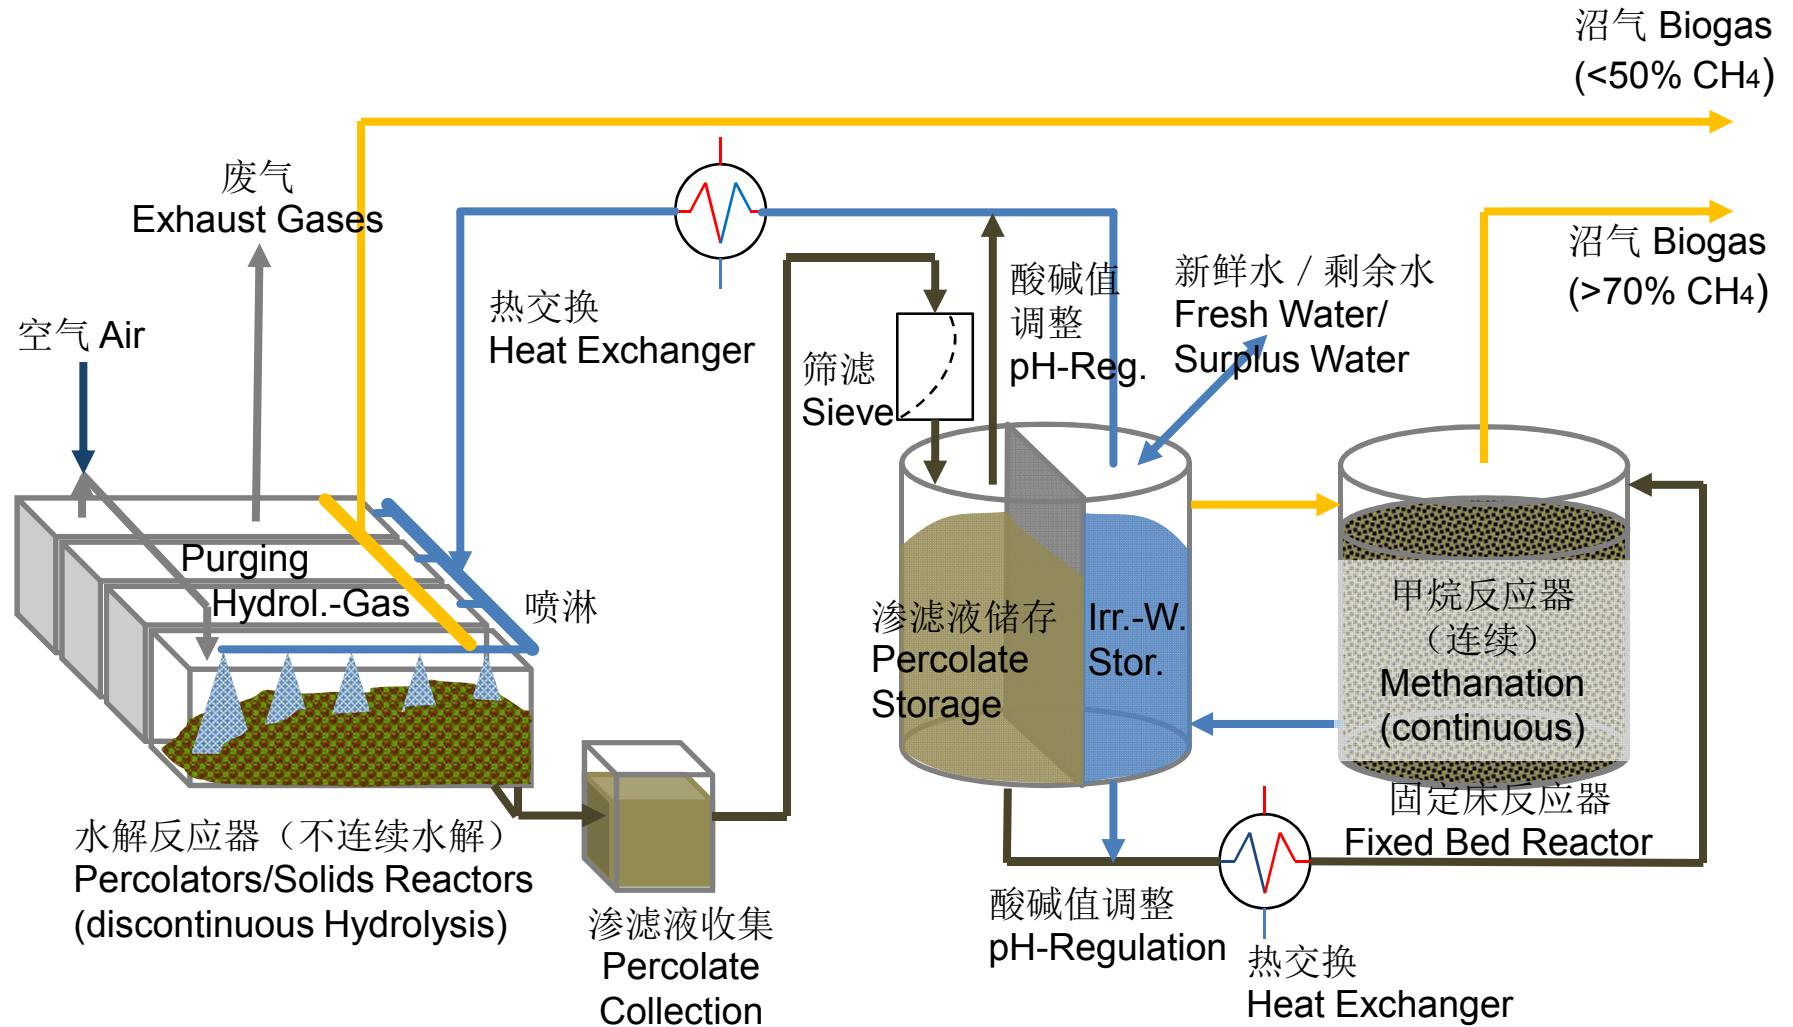 沼气 Biogas
(<50% CH4)
废气
Exhaust Gases
沼气 Biogas
(>70% CH4)
空气 Air
热交换
Heat Exchanger
筛滤
Sieve
酸碱值
调整
pH-Reg.
新鲜水 / 剩余水
Fresh Water/
Surplus Water
Purging
Hydrol.-Gas
喷淋
渗滤液储存
Percolate
Storage
Irr.-W.
Stor.
甲烷反应器
（连续）
Methanation
(continuous)
固定床反应器
Fixed Bed Reactor
水解反应器（不连续水解）
Percolators/Solids Reactors
(discontinuous Hydrolysis)
渗滤液收集
Percolate
Collection
酸碱值调整
pH-Regulation
热交换
Heat Exchanger